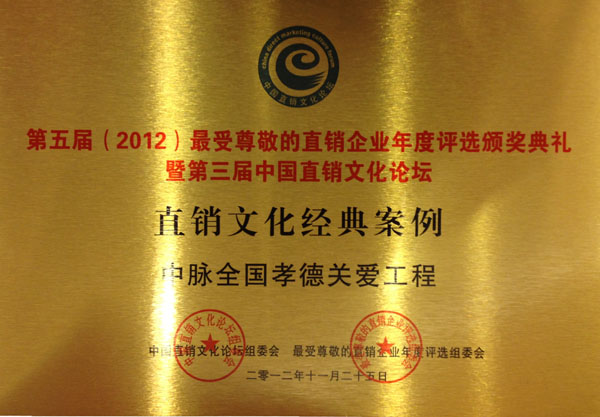 china direct marketing culture forum
中国直销文化论坛
第五届（2012）最受尊敬的直销企业年度评选颁奖典礼
暨第三届中国直销文化论坛
直销文化经典案例
中脉全国孝德关爱工程
中国直销文化论坛组委会 最受尊敬的直销企业年度评选组委会
二零一二年十一月二十五日